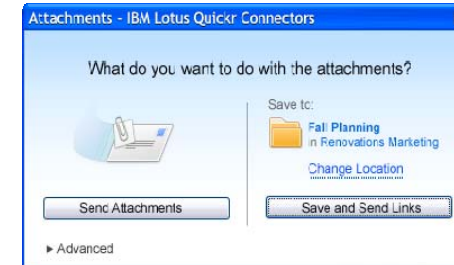 Attachments - IBM Lotus Quickr Connectors
What do you want to do with the attachments?
Save to:
Fall Planning
in Renovations Marketing
Change Location
Send Attachments
Save and Send Links
Advanced